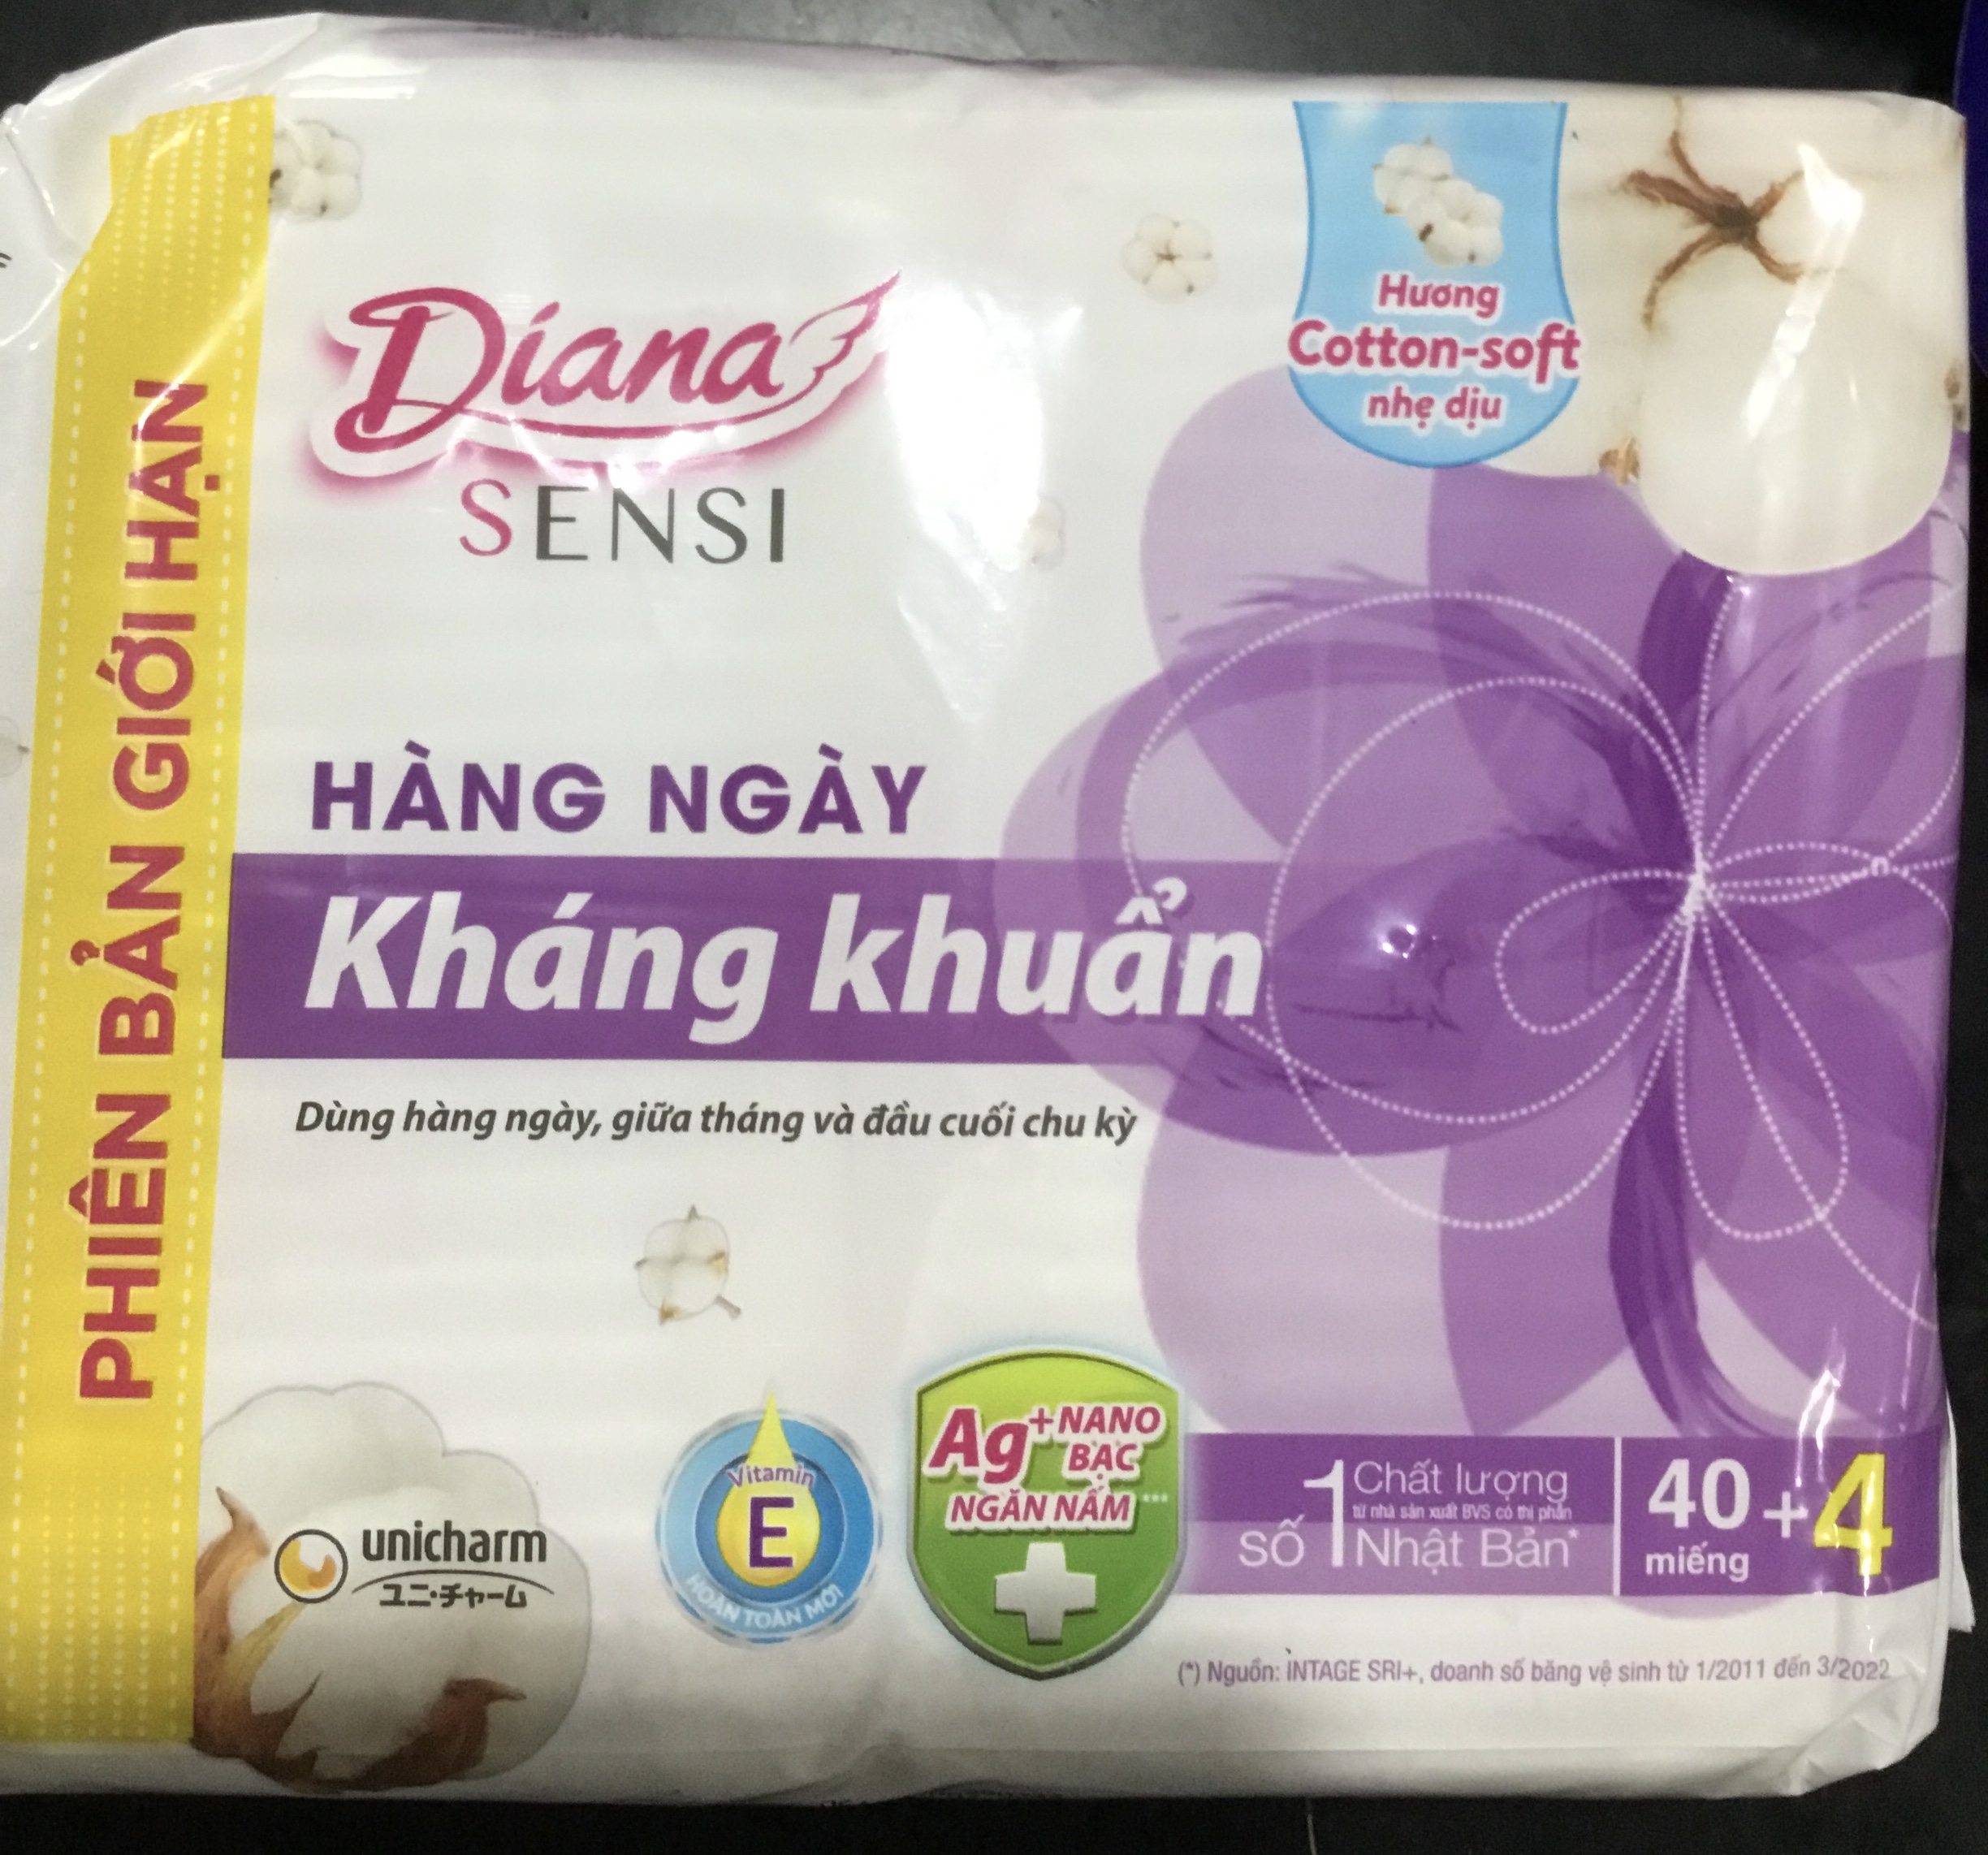 PHIÊN BẢN GIỚI HẠN
Diana
SENSI
Hương
Cotton-soft
nhẹ dịu
HÀNG NGÀY
Kháng khuẩn
Dùng hàng ngày, giữa tháng và đầu cuối chu kỳ
unicharm
ユニ・チャーム
Vitamin
E
HOÀN TOÀN MỚI
Ag+ NANO
BẠC
NGĂN NẤM ***
SỐ 1 Chất lượng
từ nhà sản xuất BVS có thị phần
Nhật Bản*
40 +4
miếng
(*) Nguồn: INTAGE SRI+, doanh số băng vệ sinh từ 1/2011 đến 3/2022